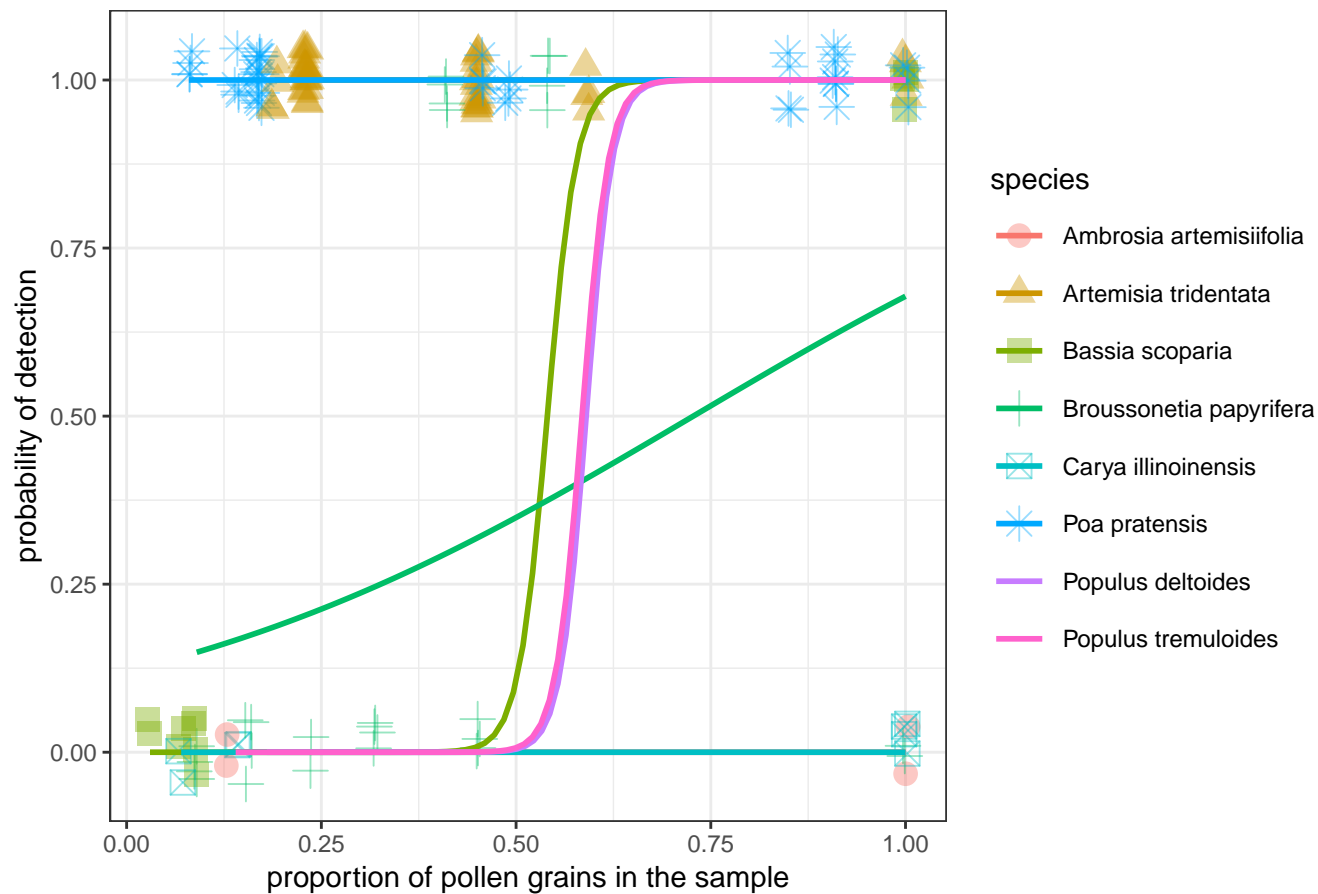 1.00
0.75
0.50
0.25
0.00
probability of detection
0.00
0.25
0.50
0.75
1.00
proportion of pollen grains in the sample
species
Ambrosia artemisiifolia
Artemisia tridentata
Bassia scoparia
Broussonetia papyrifera
Carya illinoinensis
Poa pratensis
Populus deltoides
Populus tremuloides